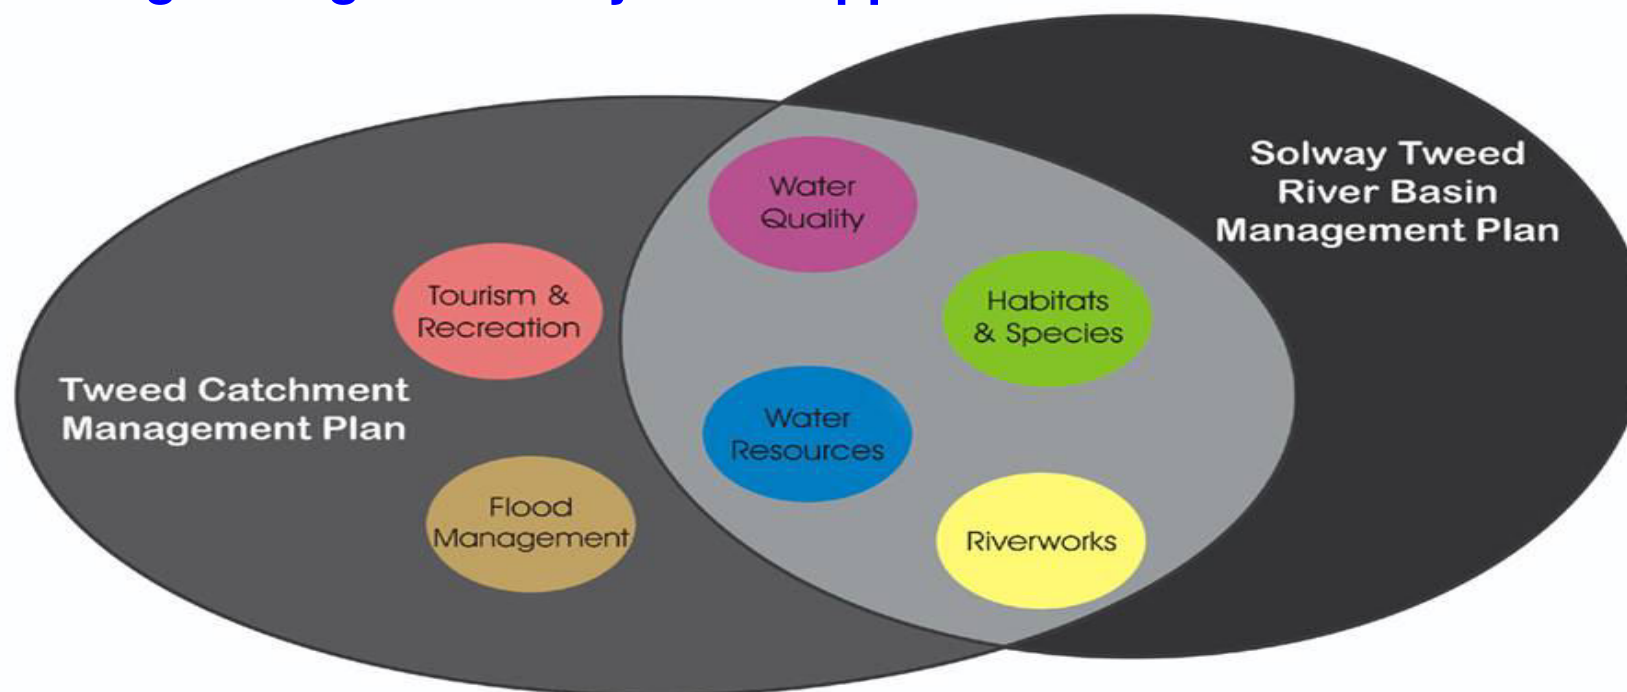 Water
Quality
Solway Tweed
River Basin
Management Plan
Tourism &
Recreation
Habitats
& Species
Tweed Catchment
Management Plan
Water
Resources
Flood
Management
Riverworks